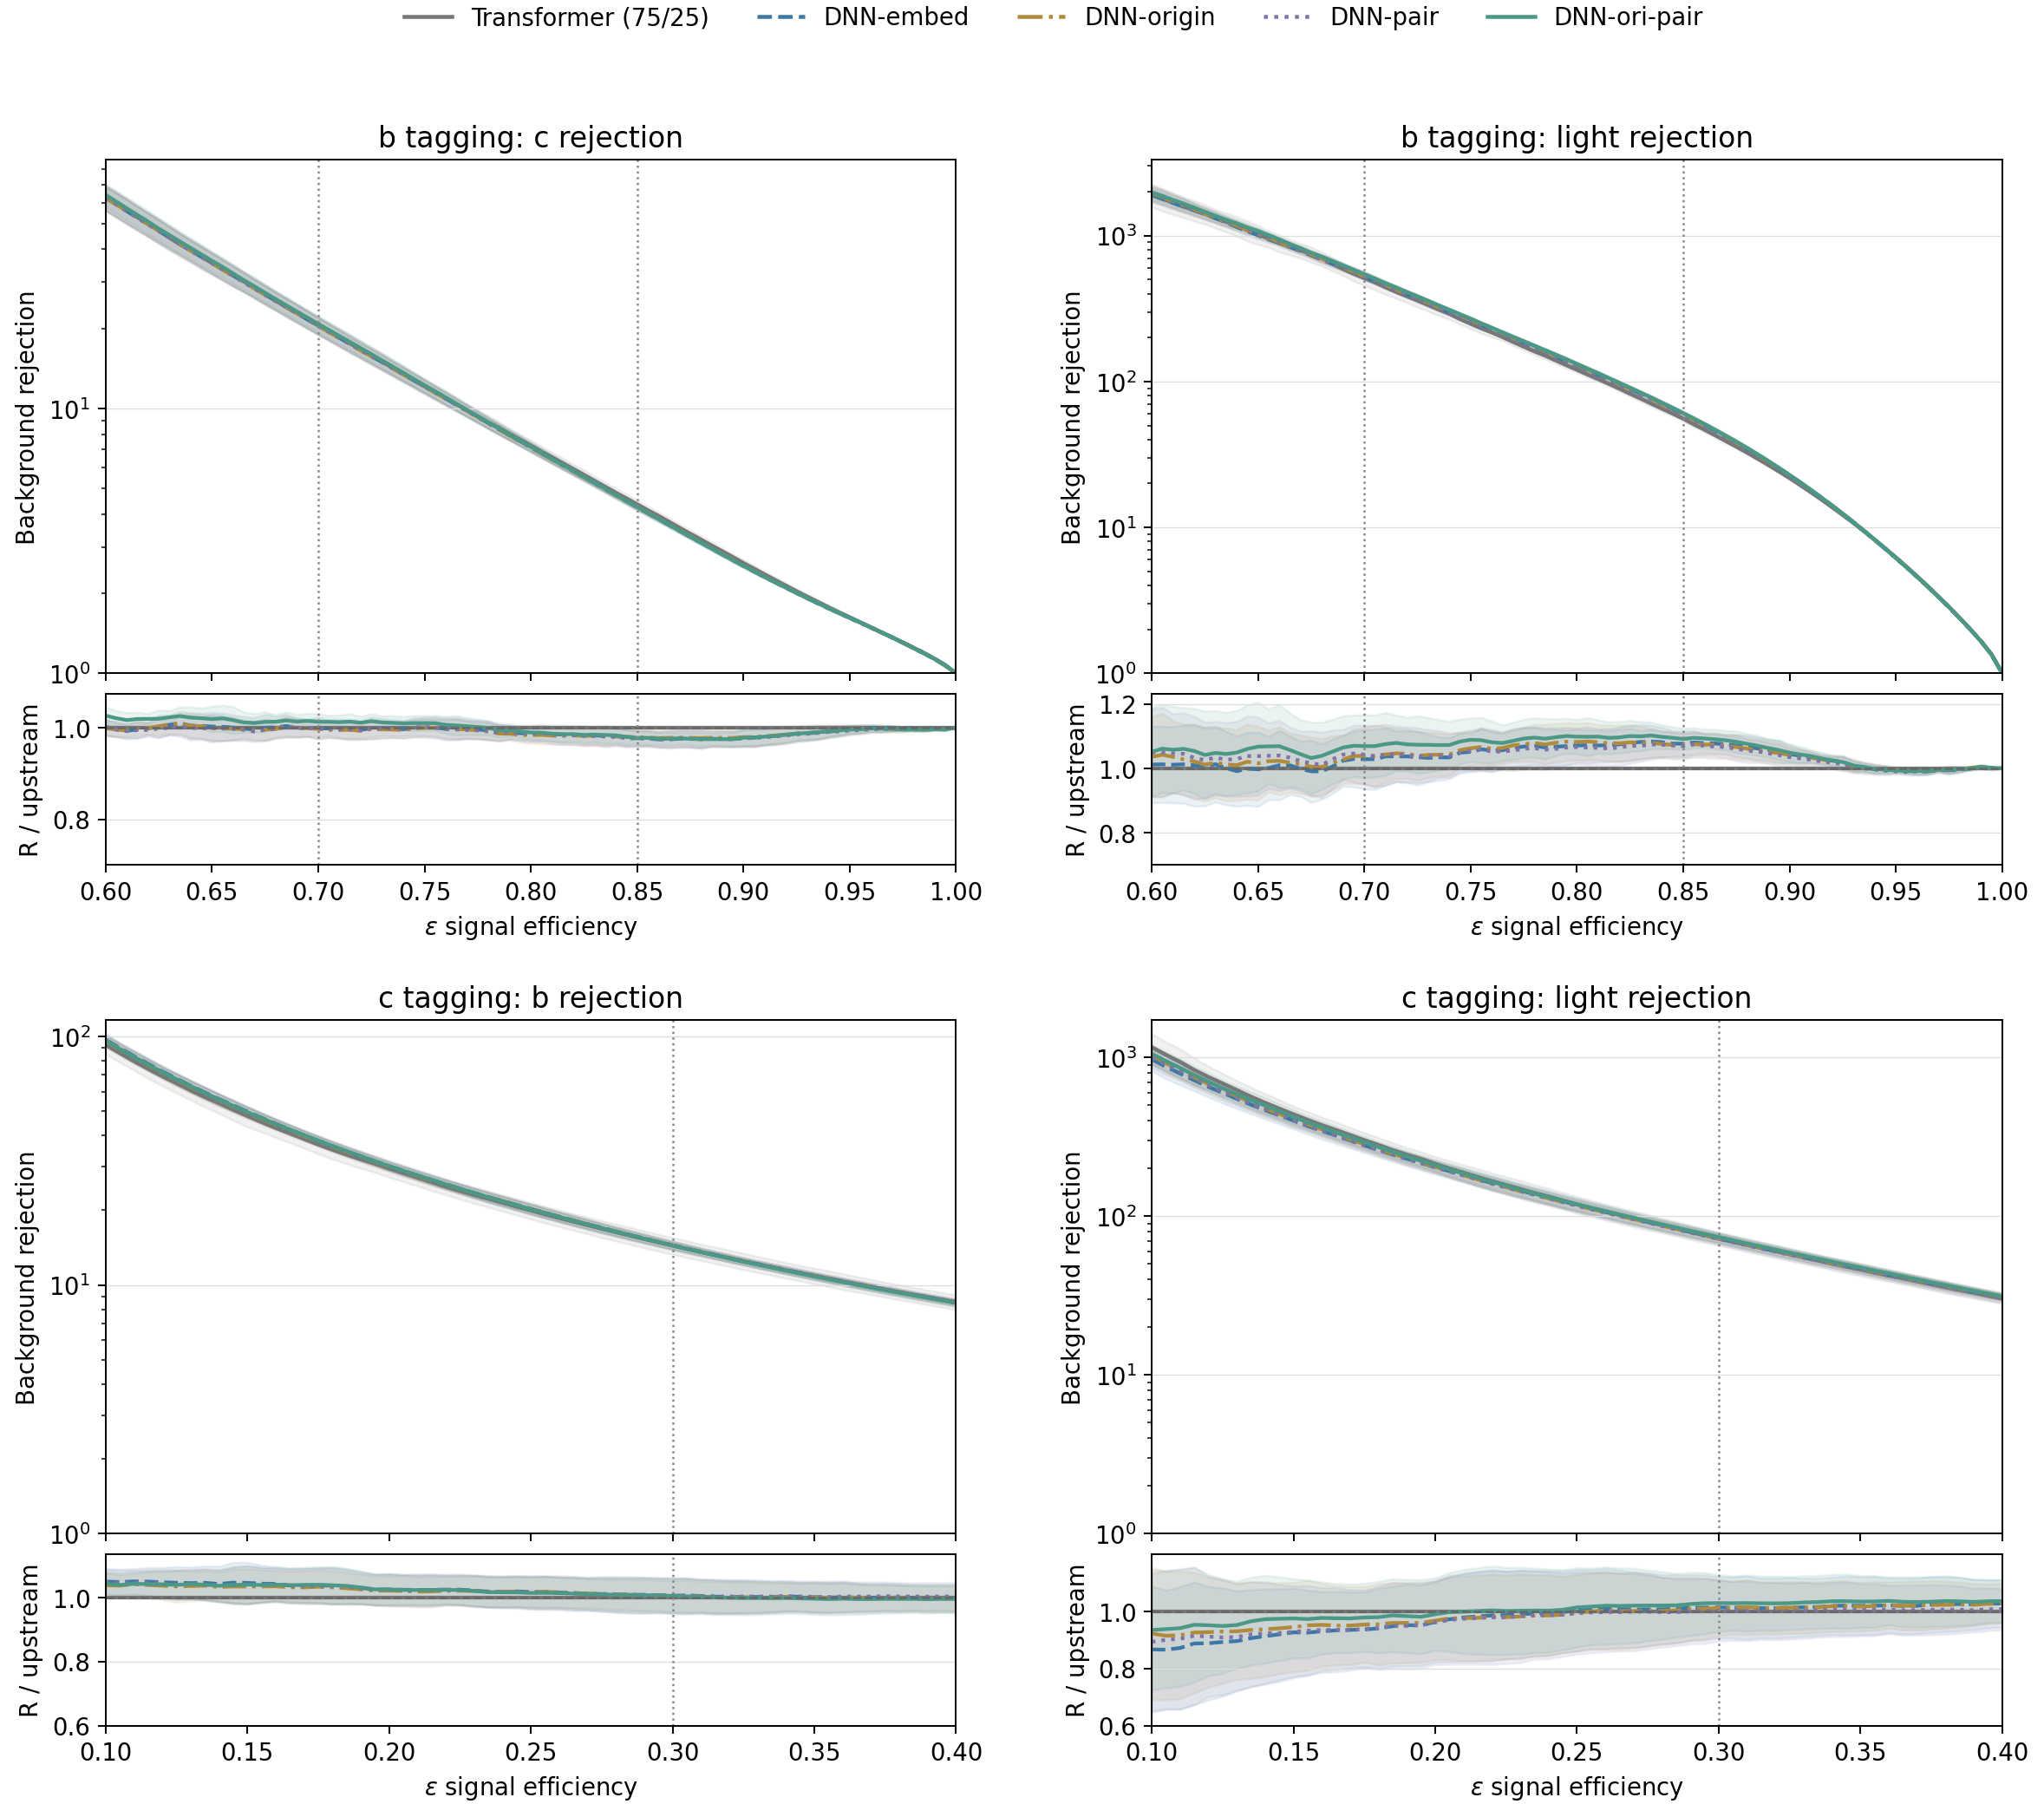 Transformer (75/25) DNN-embed DNN-origin DNN-pair DNN-ori-pair
b tagging: c rejection
Background rejection
10¹
10⁰
R / upstream
1.0
0.8
0.60 0.65 0.70 0.75 0.80 0.85 0.90 0.95 1.00
ε signal efficiency
b tagging: light rejection
Background rejection
10³
10²
10¹
10⁰
R / upstream
1.2
1.0
0.8
0.60 0.65 0.70 0.75 0.80 0.85 0.90 0.95 1.00
ε signal efficiency
c tagging: b rejection
Background rejection
10²
10¹
10⁰
R / upstream
1.0
0.8
0.6
0.10 0.15 0.20 0.25 0.30 0.35 0.40
ε signal efficiency
c tagging: light rejection
Background rejection
10³
10²
10¹
10⁰
R / upstream
1.0
0.8
0.6
0.10 0.15 0.20 0.25 0.30 0.35 0.40
ε signal efficiency